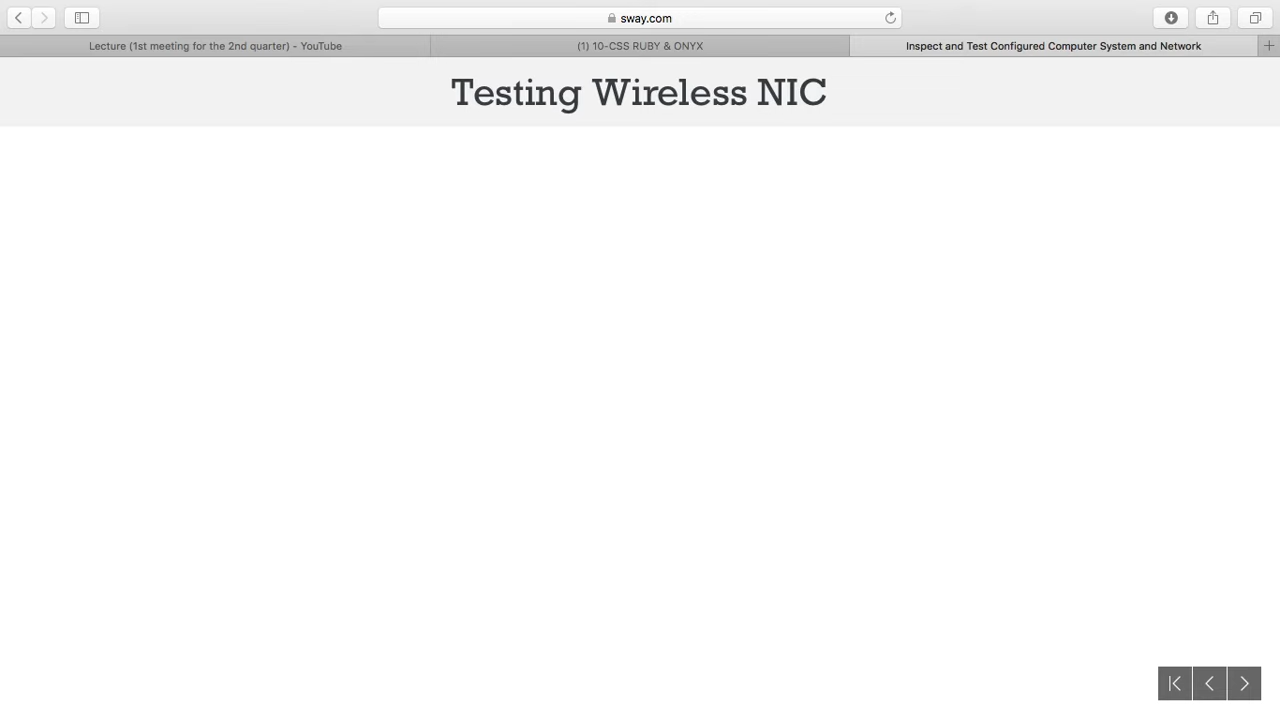 sway.com
Lecture (1st meeting for the 2nd quarter) - YouTube
(1) 10-CSS RUBY & ONYX
Inspect and Test Configured Computer System and Network
Testing Wireless NIC